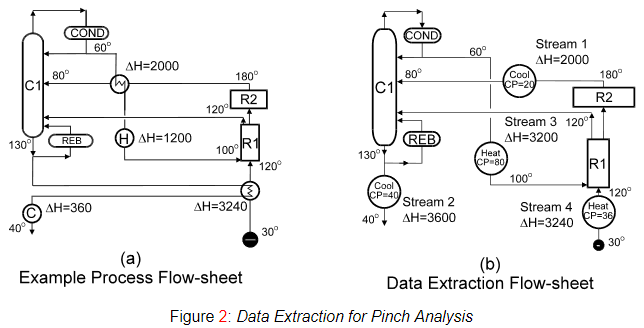 (a)
COND
60°
C1
80°
ΔH=2000
180°
R2
120°
REB
H
ΔH=1200
100°
R1
130°
120°
C
ΔH=360
ΔH=3240
40°
30°
(a)
Example Process Flow-sheet
(b)
COND
60°
Stream 1
ΔH=2000
C1
80°
Cool
CP=20
180°
R2
120°
Stream 3
ΔH=3200
REB
130°
Heat
CP=80
R1
100°
120°
Cool
CP=40
Stream 2
ΔH=3600
Stream 4
ΔH=3240
Heat
CP=36
40°
30°
(b)
Data Extraction Flow-sheet
Figure 2: Data Extraction for Pinch Analysis